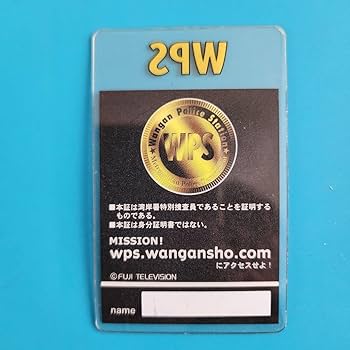 WPS
★Wangan Police Station★
WPS
■本証は湾岸署特別捜査員であることを証明する
ものである。
■本証は身分証明書ではない。
MISSION!
wps.wangansho.com
にアクセスせよ!
©FUJI TELEVISION
name